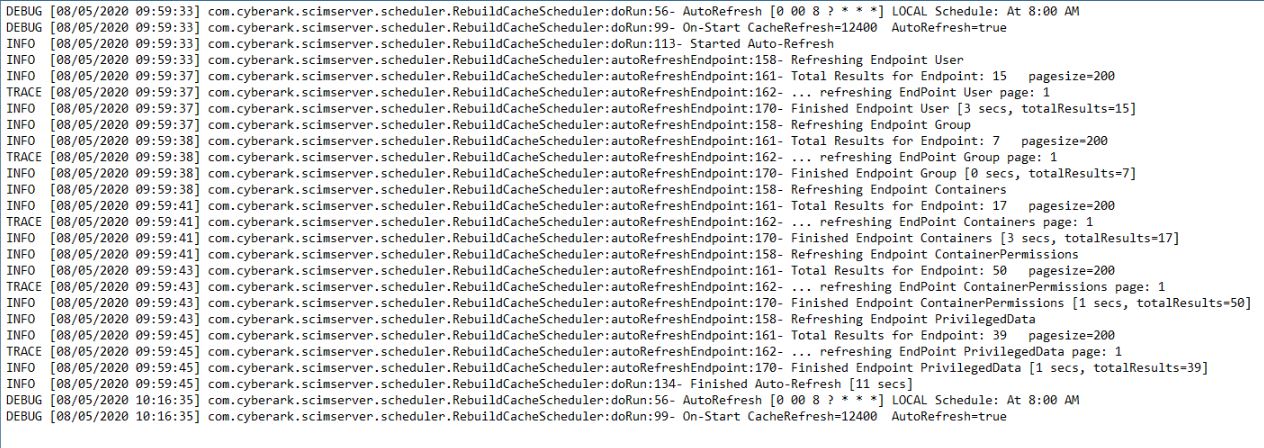 DEBUG [08/05/2020 09:59:33] com.cyberark.scimserver.scheduler.RebuildCacheScheduler:doRun:56- AutoRefresh [0 00 8 ? * * *] LOCAL Schedule: At 8:00 AM
DEBUG [08/05/2020 09:59:33] com.cyberark.scimserver.scheduler.RebuildCacheScheduler:doRun:99- On-Start CacheRefresh=12400  AutoRefresh=true
INFO  [08/05/2020 09:59:33] com.cyberark.scimserver.scheduler.RebuildCacheScheduler:doRun:113- Started Auto-Refresh
INFO  [08/05/2020 09:59:33] com.cyberark.scimserver.scheduler.RebuildCacheScheduler:autoRefreshEndpoint:158- Refreshing Endpoint User
INFO  [08/05/2020 09:59:37] com.cyberark.scimserver.scheduler.RebuildCacheScheduler:autoRefreshEndpoint:161- Total Results for Endpoint: 15   pagesize=200
TRACE [08/05/2020 09:59:37] com.cyberark.scimserver.scheduler.RebuildCacheScheduler:autoRefreshEndpoint:162- ... refreshing EndPoint User page: 1
INFO  [08/05/2020 09:59:37] com.cyberark.scimserver.scheduler.RebuildCacheScheduler:autoRefreshEndpoint:170- Finished Endpoint User [3 secs, totalResults=15]
INFO  [08/05/2020 09:59:37] com.cyberark.scimserver.scheduler.RebuildCacheScheduler:autoRefreshEndpoint:158- Refreshing Endpoint Group
INFO  [08/05/2020 09:59:38] com.cyberark.scimserver.scheduler.RebuildCacheScheduler:autoRefreshEndpoint:161- Total Results for Endpoint: 7   pagesize=200
TRACE [08/05/2020 09:59:38] com.cyberark.scimserver.scheduler.RebuildCacheScheduler:autoRefreshEndpoint:162- ... refreshing EndPoint Group page: 1
INFO  [08/05/2020 09:59:38] com.cyberark.scimserver.scheduler.RebuildCacheScheduler:autoRefreshEndpoint:170- Finished Endpoint Group [0 secs, totalResults=7]
INFO  [08/05/2020 09:59:38] com.cyberark.scimserver.scheduler.RebuildCacheScheduler:autoRefreshEndpoint:158- Refreshing Endpoint Containers
INFO  [08/05/2020 09:59:41] com.cyberark.scimserver.scheduler.RebuildCacheScheduler:autoRefreshEndpoint:161- Total Results for Endpoint: 17   pagesize=200
TRACE [08/05/2020 09:59:41] com.cyberark.scimserver.scheduler.RebuildCacheScheduler:autoRefreshEndpoint:162- ... refreshing EndPoint Containers page: 1
INFO  [08/05/2020 09:59:41] com.cyberark.scimserver.scheduler.RebuildCacheScheduler:autoRefreshEndpoint:170- Finished Endpoint Containers [3 secs, totalResults=17]
INFO  [08/05/2020 09:59:41] com.cyberark.scimserver.scheduler.RebuildCacheScheduler:autoRefreshEndpoint:158- Refreshing Endpoint ContainerPermissions
INFO  [08/05/2020 09:59:43] com.cyberark.scimserver.scheduler.RebuildCacheScheduler:autoRefreshEndpoint:161- Total Results for Endpoint: 50   pagesize=200
TRACE [08/05/2020 09:59:43] com.cyberark.scimserver.scheduler.RebuildCacheScheduler:autoRefreshEndpoint:162- ... refreshing EndPoint ContainerPermissions page: 1
INFO  [08/05/2020 09:59:43] com.cyberark.scimserver.scheduler.RebuildCacheScheduler:autoRefreshEndpoint:170- Finished Endpoint ContainerPermissions [1 secs, totalResults=50]
INFO  [08/05/2020 09:59:43] com.cyberark.scimserver.scheduler.RebuildCacheScheduler:autoRefreshEndpoint:158- Refreshing Endpoint PrivilegedData
INFO  [08/05/2020 09:59:45] com.cyberark.scimserver.scheduler.RebuildCacheScheduler:autoRefreshEndpoint:161- Total Results for Endpoint: 39   pagesize=200
TRACE [08/05/2020 09:59:45] com.cyberark.scimserver.scheduler.RebuildCacheScheduler:autoRefreshEndpoint:162- ... refreshing EndPoint PrivilegedData page: 1
INFO  [08/05/2020 09:59:45] com.cyberark.scimserver.scheduler.RebuildCacheScheduler:autoRefreshEndpoint:170- Finished Endpoint PrivilegedData [1 secs, totalResults=39]
INFO  [08/05/2020 09:59:45] com.cyberark.scimserver.scheduler.RebuildCacheScheduler:doRun:134- Finished Auto-Refresh [11 secs]
DEBUG [08/05/2020 10:16:35] com.cyberark.scimserver.scheduler.RebuildCacheScheduler:doRun:56- AutoRefresh [0 00 8 ? * * *] LOCAL Schedule: At 8:00 AM
DEBUG [08/05/2020 10:16:35] com.cyberark.scimserver.scheduler.RebuildCacheScheduler:doRun:99- On-Start CacheRefresh=12400  AutoRefresh=true